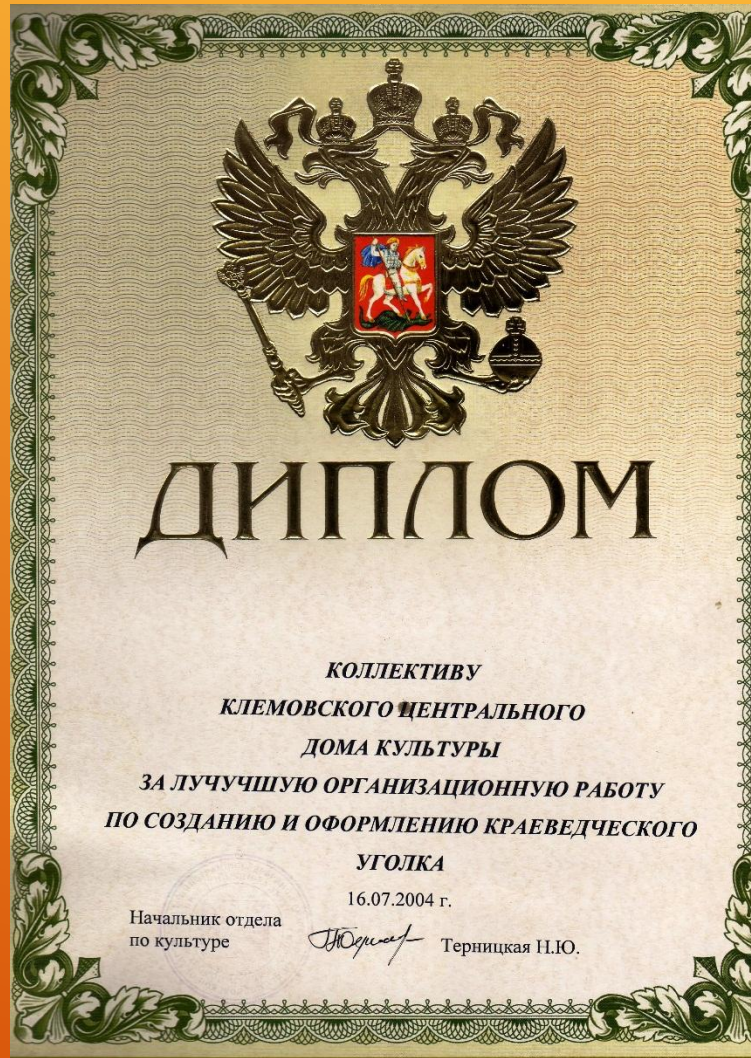 ДИПЛОМ
КОЛЛЕКТИВУ
КЛЕМОВСКОГО ЦЕНТРАЛЬНОГО
ДОМА КУЛЬТУРЫ
ЗА ЛУЧУЧШУЮ ОРГАНИЗАЦИОННУЮ РАБОТУ
ПО СОЗДАНИЮ И ОФОРМЛЕНИЮ КРАЕВЕДЧЕСКОГО
УГОЛКА
16.07.2004 г.
Начальник отдела
по культуре
Терницкая Н.Ю.